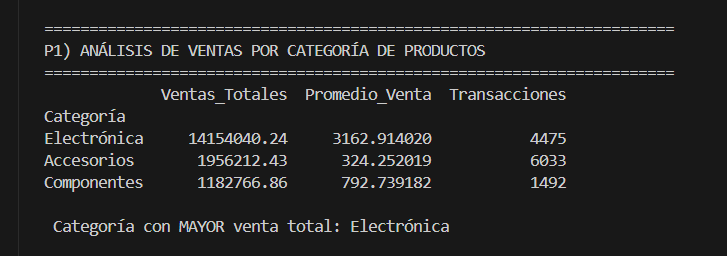 ======================================================================
P1) ANÁLISIS DE VENTAS POR CATEGORÍA DE PRODUCTOS
======================================================================
             Ventas_Totales  Promedio_Venta  Transacciones
Categoría
Electrónica     14154040.24     3162.914020           4475
Accesorios       1956212.43      324.252019           6033
Componentes      1182766.86      792.739182           1492
 Categoría con MAYOR venta total: Electrónica